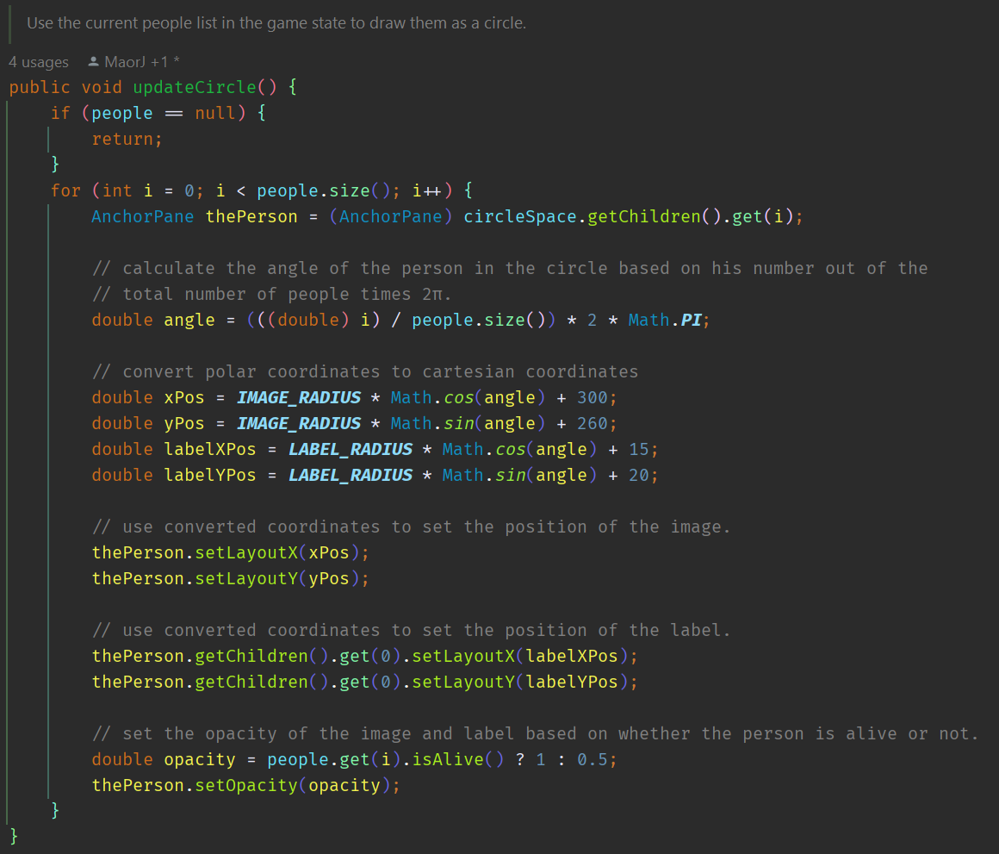 Use the current people list in the game state to draw them as a circle.
4 usages MaorJ +1 *
public void updateCircle() {
    if (people == null) {
        return;
    }
    for (int i = 0; i < people.size(); i++) {
        AnchorPane thePerson = (AnchorPane) circleSpace.getChildren().get(i);

        // calculate the angle of the person in the circle based on his number out of the
        // total number of people times 2π.
        double angle = (((double) i) / people.size()) * 2 * Math.PI;

        // convert polar coordinates to cartesian coordinates
        double xPos = IMAGE_RADIUS * Math.cos(angle) + 300;
        double yPos = IMAGE_RADIUS * Math.sin(angle) + 260;
        double labelXPos = LABEL_RADIUS * Math.cos(angle) + 15;
        double labelYPos = LABEL_RADIUS * Math.sin(angle) + 20;

        // use converted coordinates to set the position of the image.
        thePerson.setLayoutX(xPos);
        thePerson.setLayoutY(yPos);

        // use converted coordinates to set the position of the label.
        thePerson.getChildren().get(0).setLayoutX(labelXPos);
        thePerson.getChildren().get(0).setLayoutY(labelYPos);

        // set the opacity of the image and label based on whether the person is alive or not.
        double opacity = people.get(i).isAlive() ? 1 : 0.5;
        thePerson.setOpacity(opacity);
    }
}